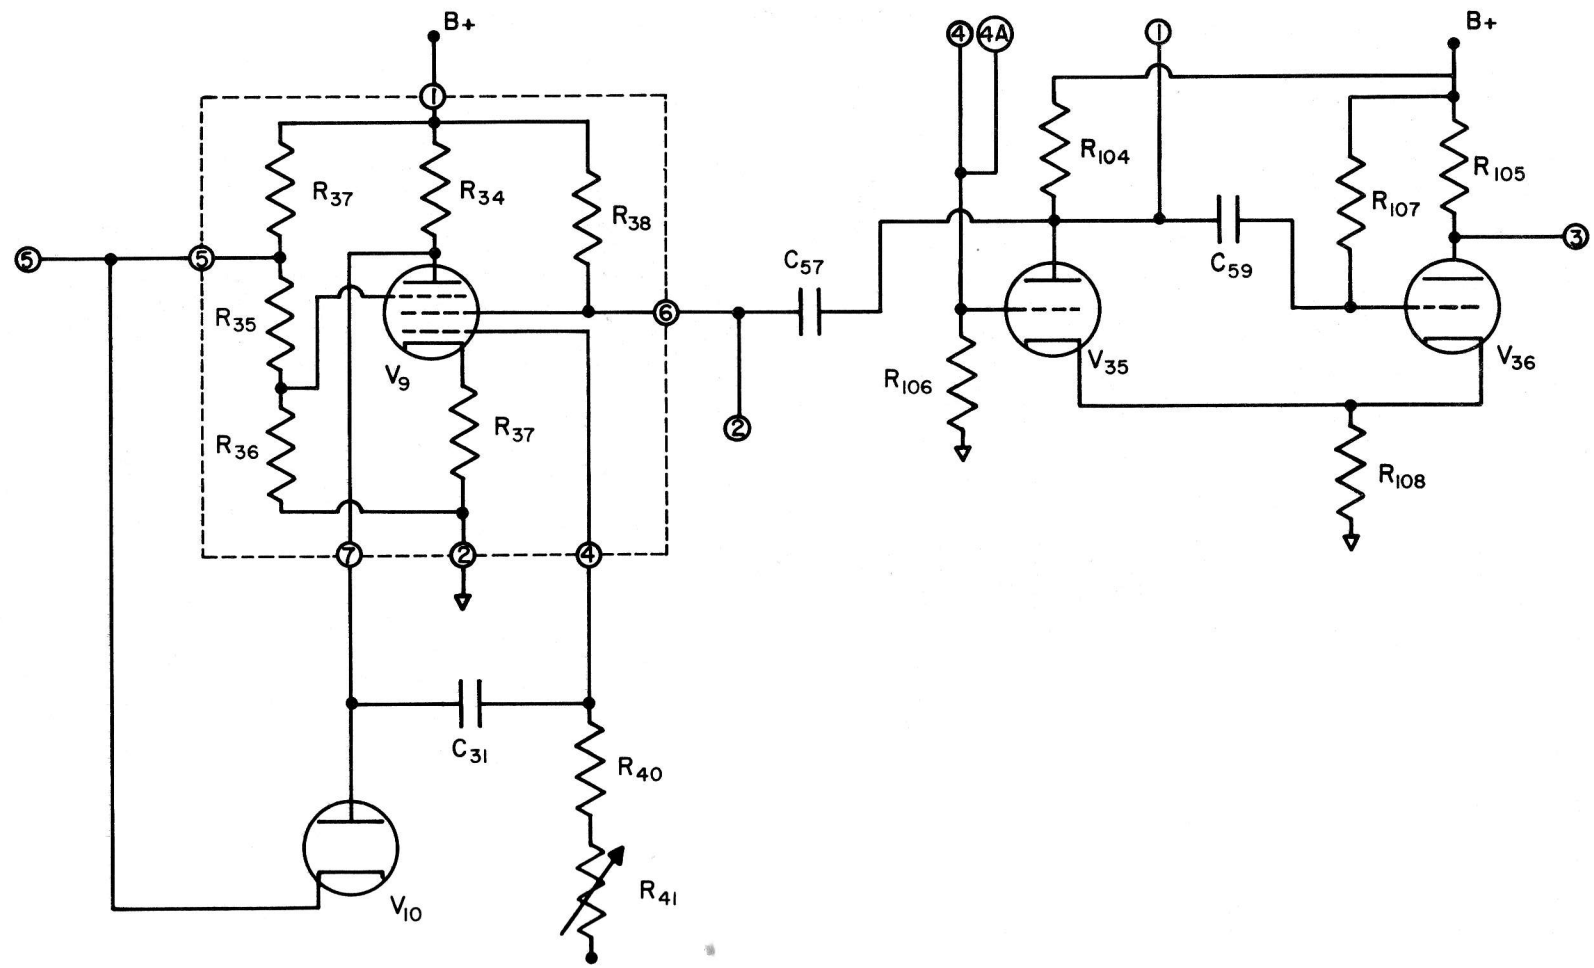 B+
④ ④A ① B+
①
R37 R34 R38
R104 R105 R107
⑤ ⑤ ③
R35 C57 C59
⑥
V9 R106 V35 V36
R36 R37 ② R108
⑦ ② ④
C31 R40
R41
V10